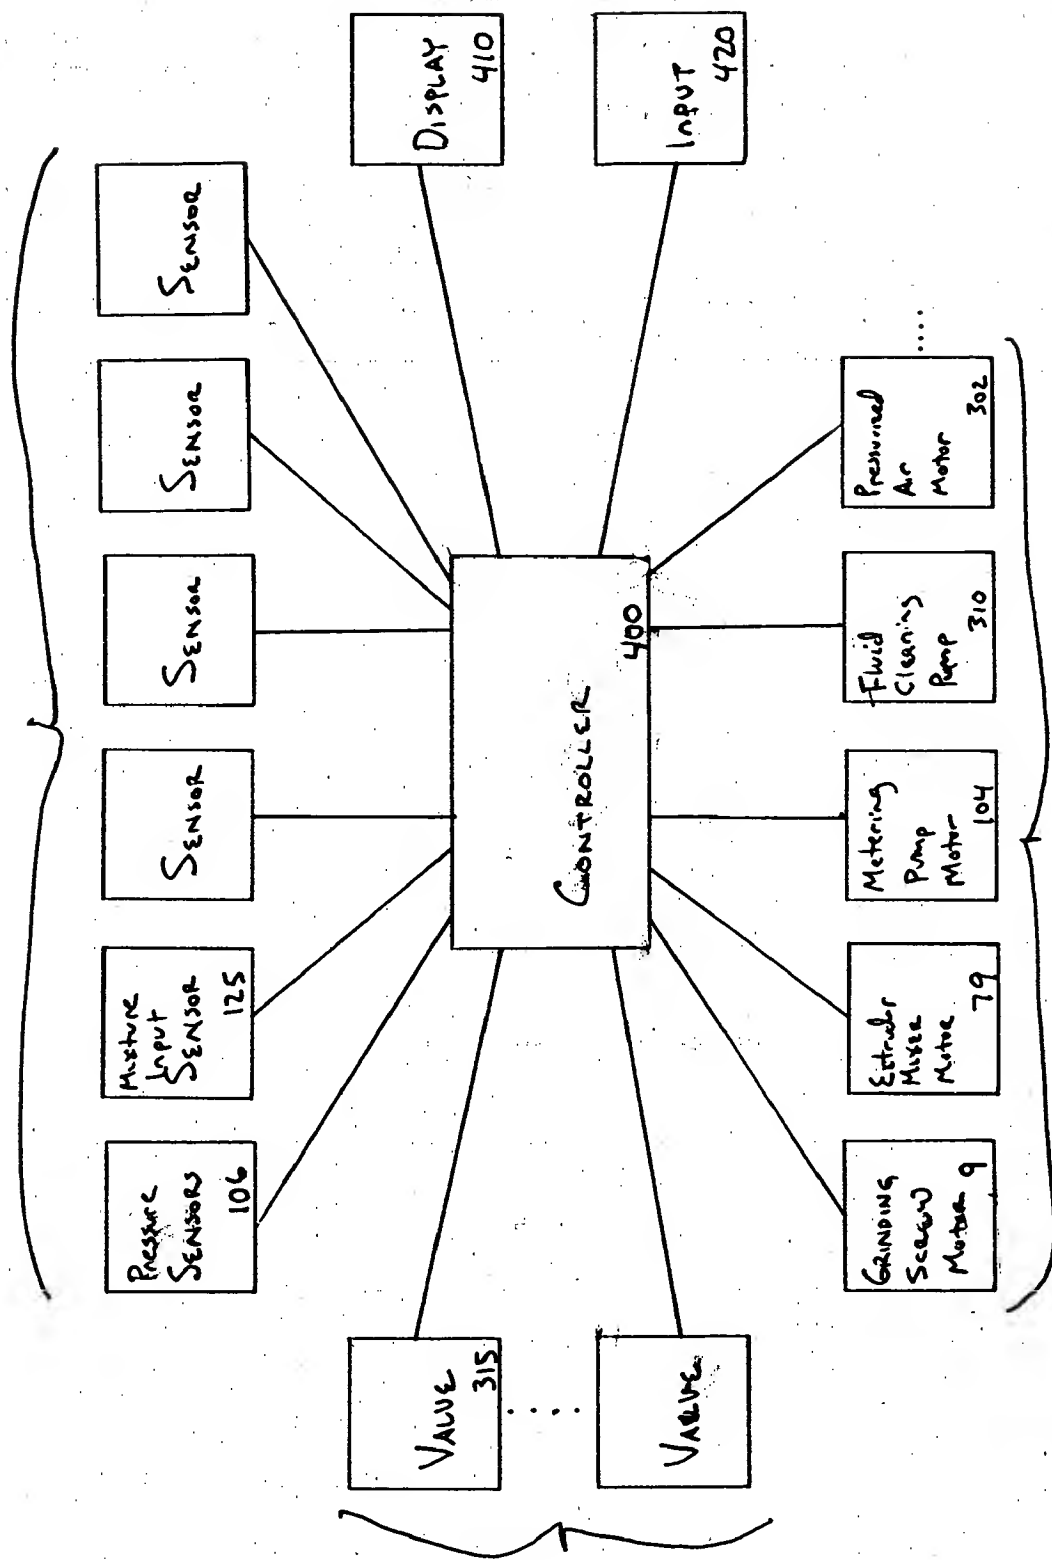 Pressure
SENSORS
106
Mixture
Input
SENSOR
125
SENSOR
SENSOR
SENSOR
SENSOR
VALVE
315
. . . .
VARLVE
CONTROLLER
400
DISPLAY
410
INPUT
420
GRINDING
Screw
Motor 9
Extruder
Mixer
Motor
79
Metering
Pump
Motor
104
Fluid
Cleaning
Pump
310
Pressurized
Air
Motor
302
....